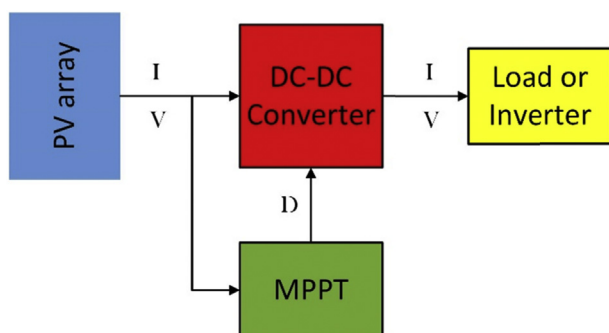 PV array
I
V
DC-DC
Converter
I
V
Load or
Inverter
D
MPPT